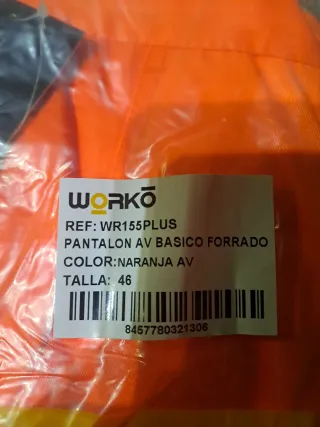 WORKŌ
REF: WR155PLUS
PANTALON AV BASICO FORRADO
COLOR:NARANJA AV
TALLA: 46
8457780321306